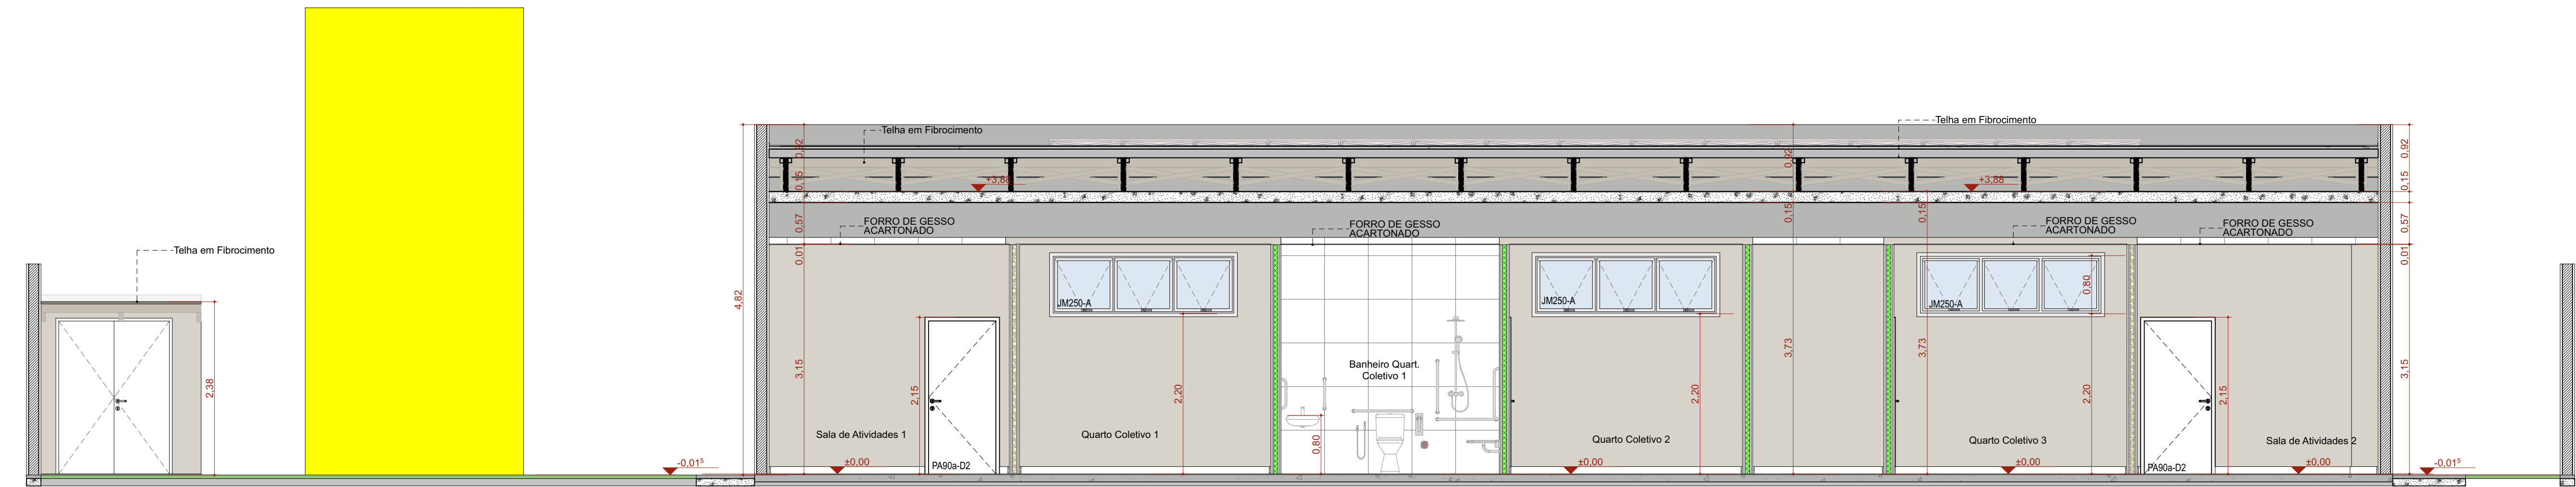 Telha em Fibrocimento
2,38
-0,01⁵
4,82
0,92
0,15
0,57
0,01
3,15
Telha em Fibrocimento
+3,88
FORRO DE GESSO
ACARTONADO
Sala de Atividades 1
±0,00
2,15
PA90a-D2
JM250-A
2,20
Quarto Coletivo 1
FORRO DE GESSO
ACARTONADO
Banheiro Quart.
Coletivo 1
0,80
JM250-A
2,20
Quarto Coletivo 2
±0,00
0,92
0,15
3,73
Telha em Fibrocimento
+3,88
0,15
3,73
FORRO DE GESSO
ACARTONADO
JM250-A
0,80
2,20
Quarto Coletivo 3
±0,00
FORRO DE GESSO
ACARTONADO
PA90a-D2
2,15
Sala de Atividades 2
±0,00
0,92
0,15
0,57
0,01
3,15
-0,01⁵